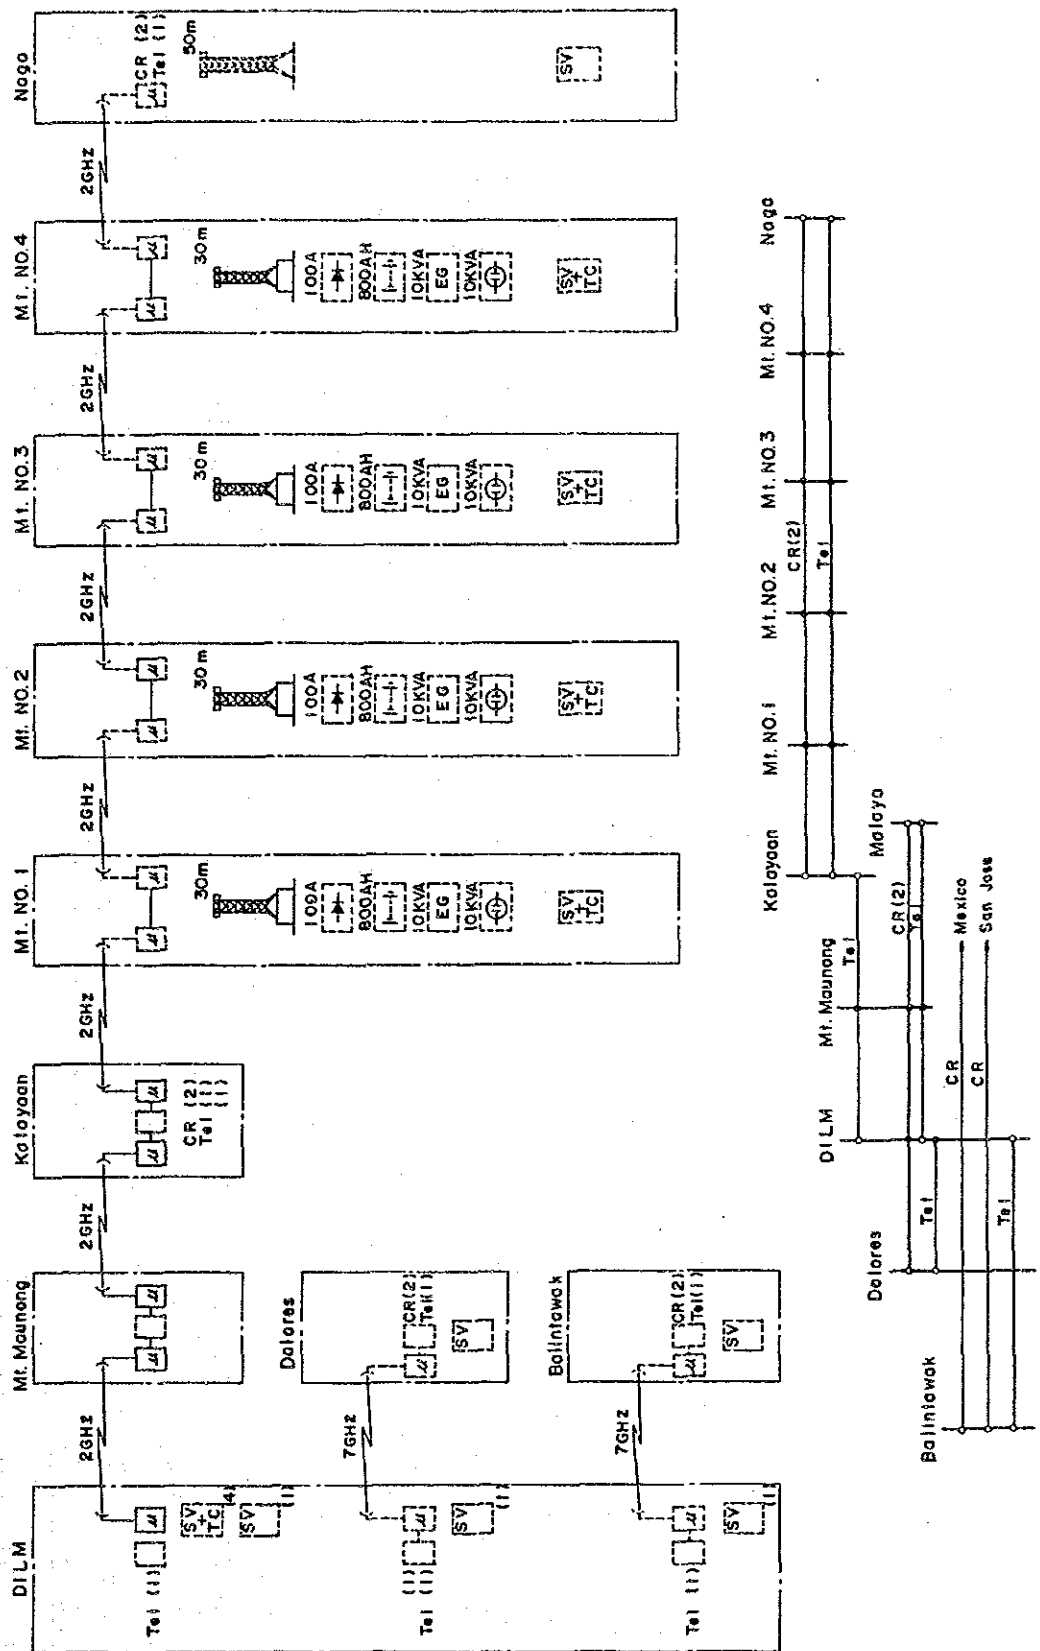 DILM
Tel (1)
SV
+
TC
(4)
SV
(1)
μ
(1)
Tel (1)
μ
SV
(1)
Tel (1)
μ
SV
(1)
2GHZ
7GHZ
7GHZ
Mt. Maunong
μ
μ
Dolores
μ
CR(2)
Tel(1)
SV
Balintawak
μ
CR(2)
Tel(1)
SV
2GHZ
Kalayaan
μ
μ
CR (2)
Tel (1)
(1)
2GHZ
Mt. NO. 1
μ
μ
30m
100A
800AH
10KVA
EG
10KVA
SV
+
TC
2GHZ
Mt. NO.2
μ
μ
30m
100A
800AH
10KVA
EG
10KVA
SV
+
TC
2GHZ
Mt. NO.3
μ
μ
30m
100A
800AH
10KVA
EG
10KVA
SV
+
TC
2GHZ
Mt. NO.4
μ
μ
30m
100A
800AH
10KVA
EG
10KVA
SV
+
TC
2GHZ
Naga
μ
CR (2)
Tel (1)
50m
SV
Kalayaan
Mt. NO.1
Mt. NO.2
Mt. NO.3
Mt. NO.4
Naga
CR(2)
Tel
DILM
Mt. Maunong
Tel
Malaya
CR(2)
Tel
Dolores
Tel
CR
Mexico
CR
San Jose
Tel
Balintawak